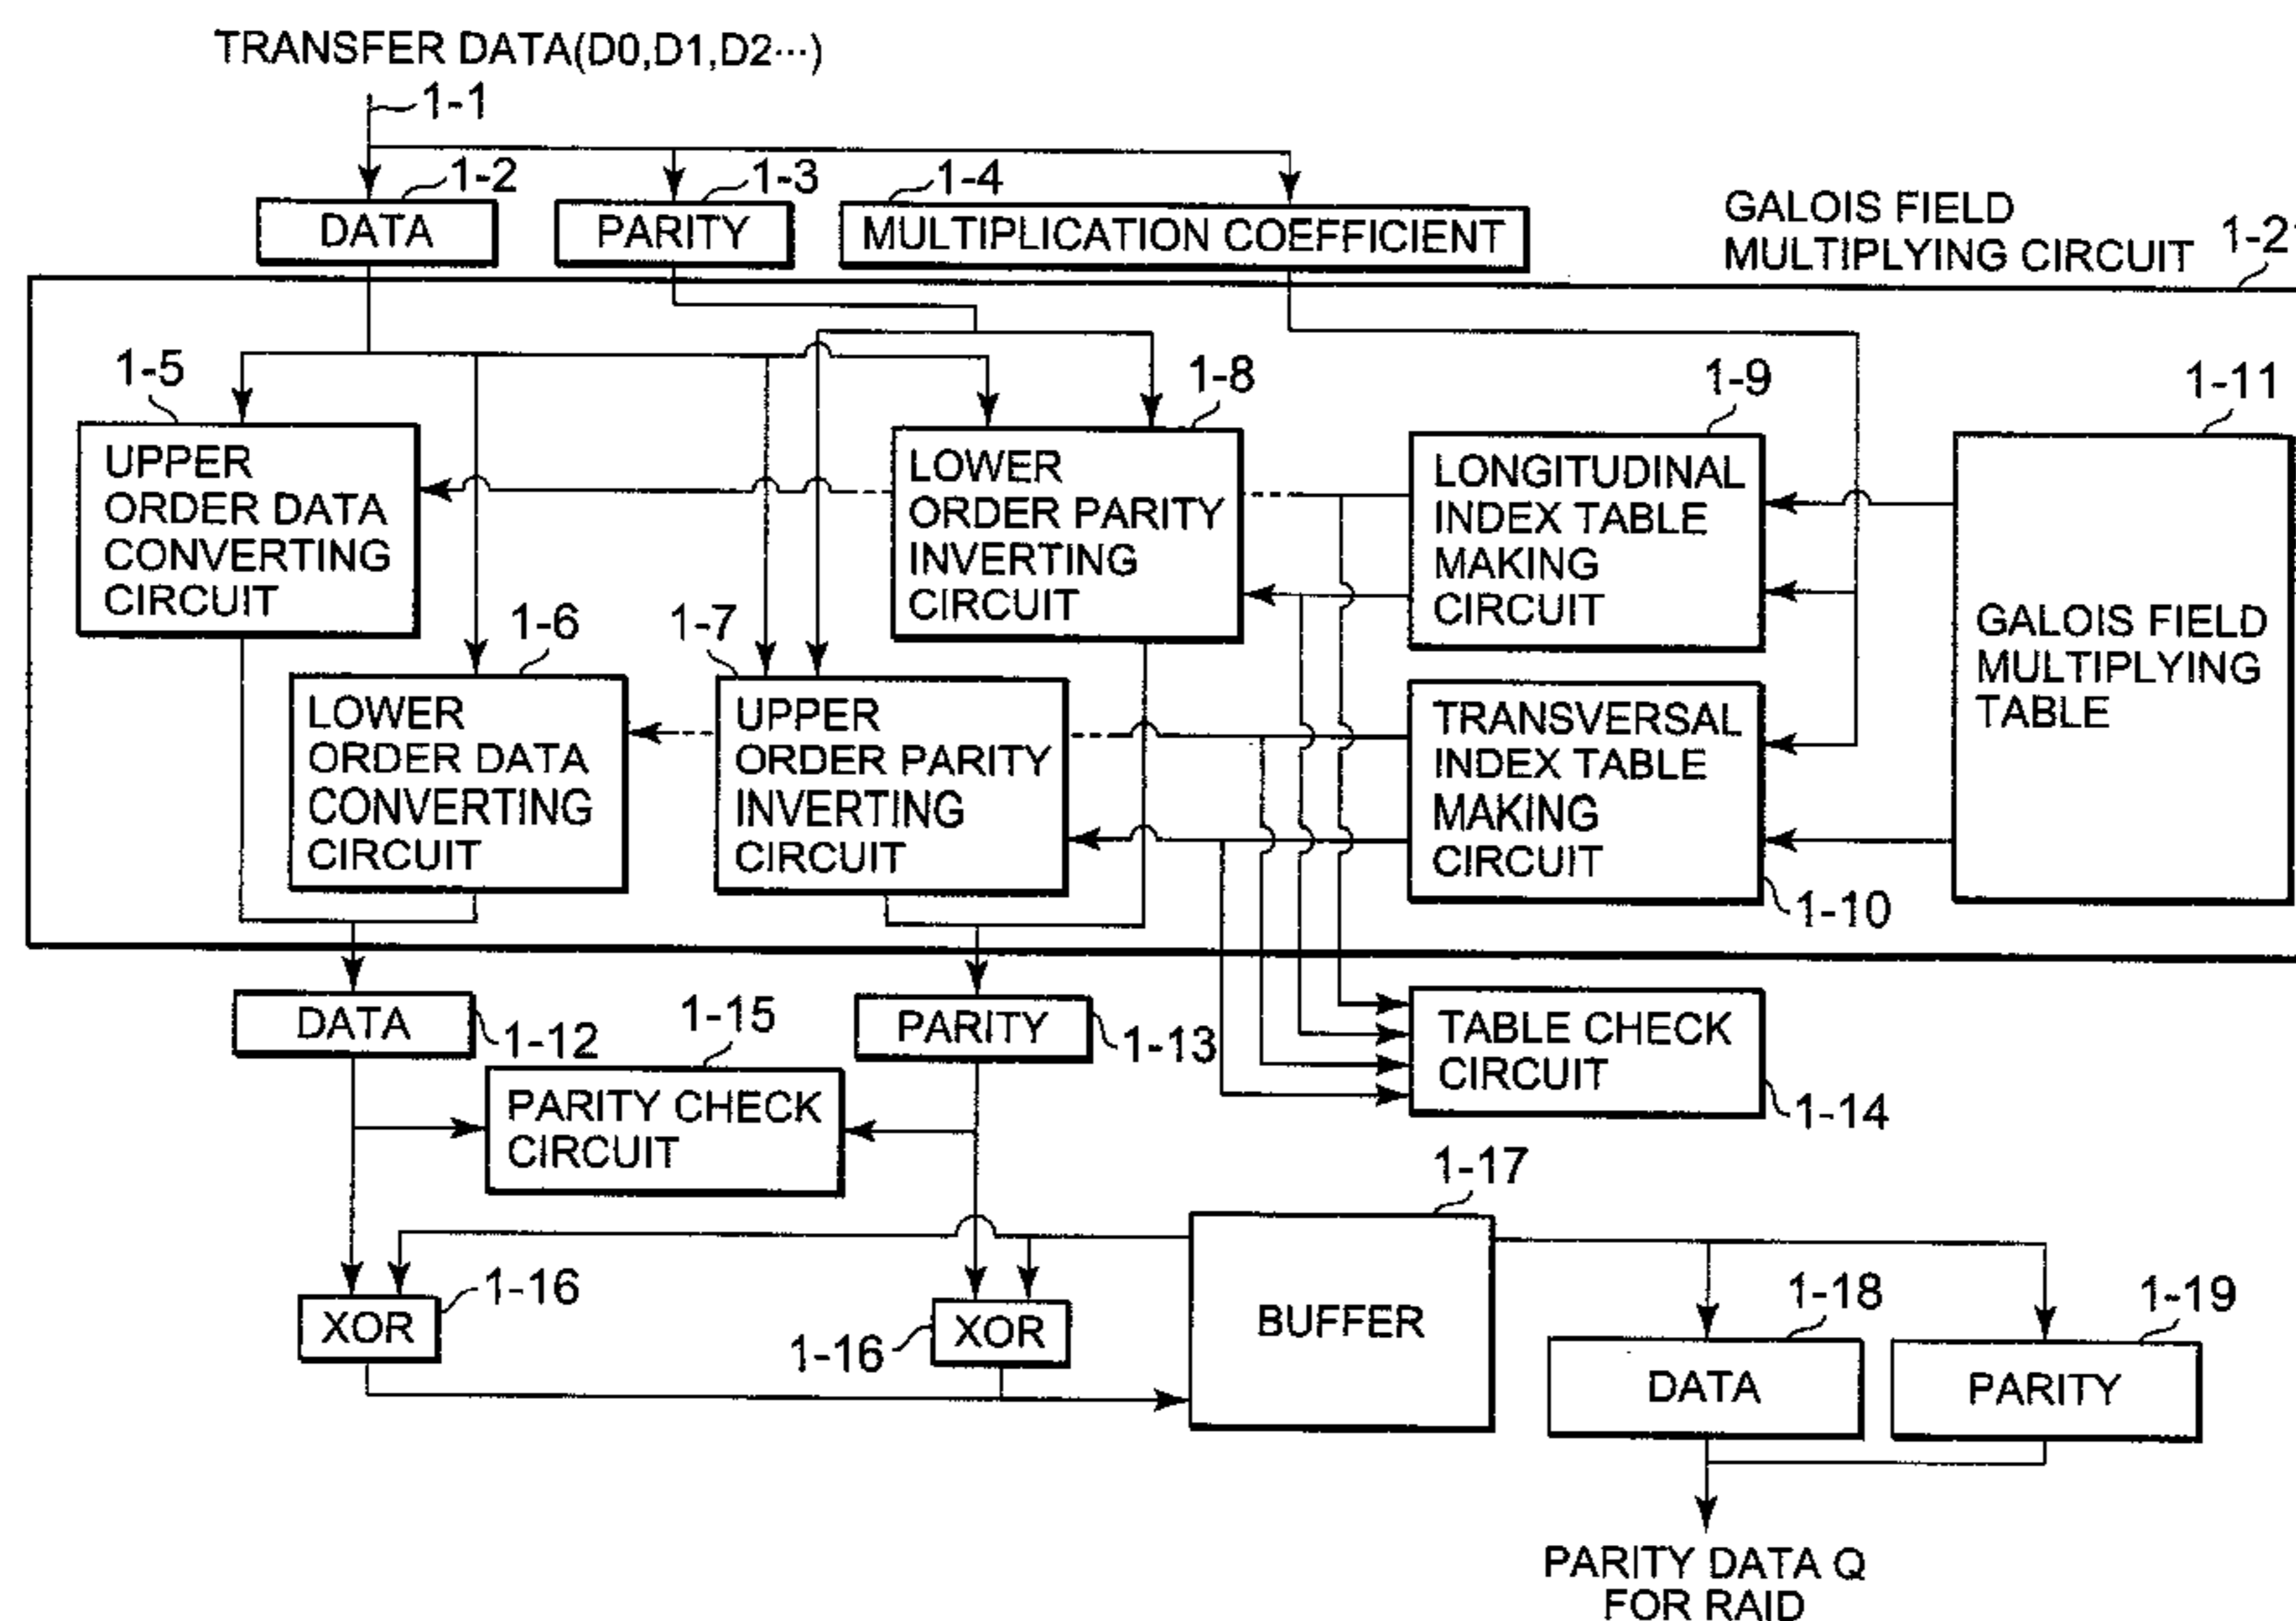 TRANSFER DATA(D0,D1,D2···)
1-1
1-2
1-3
1-4
DATA
PARITY
MULTIPLICATION COEFFICIENT
GALOIS FIELD
MULTIPLYING CIRCUIT
1-21
1-5
UPPER
ORDER DATA
CONVERTING
CIRCUIT
1-8
LOWER
ORDER PARITY
INVERTING
CIRCUIT
1-9
LONGITUDINAL
INDEX TABLE
MAKING
CIRCUIT
1-11
GALOIS FIELD
MULTIPLYING
TABLE
1-6
LOWER
ORDER DATA
CONVERTING
CIRCUIT
1-7
UPPER
ORDER PARITY
INVERTING
CIRCUIT
TRANSVERSAL
INDEX TABLE
MAKING
CIRCUIT
1-10
DATA
1-12
1-15
PARITY CHECK
CIRCUIT
PARITY
1-13
TABLE CHECK
CIRCUIT
1-14
1-17
BUFFER
XOR
1-16
1-16
XOR
1-18
DATA
1-19
PARITY
PARITY DATA Q
FOR RAID